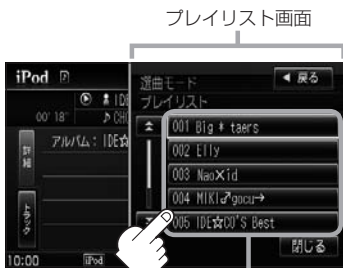 プレイリスト画面
iPod
選曲モード
◀ 戻る
プレイリスト
00'18"
♪ CHO
アルバム：IDE☆
詳細
トラック
001 Big * taers
002 Elly
003 Nao×id
004 MIKI♂gocu→
005 IDE☆CO'S Best
閉じる
10:00
iPod